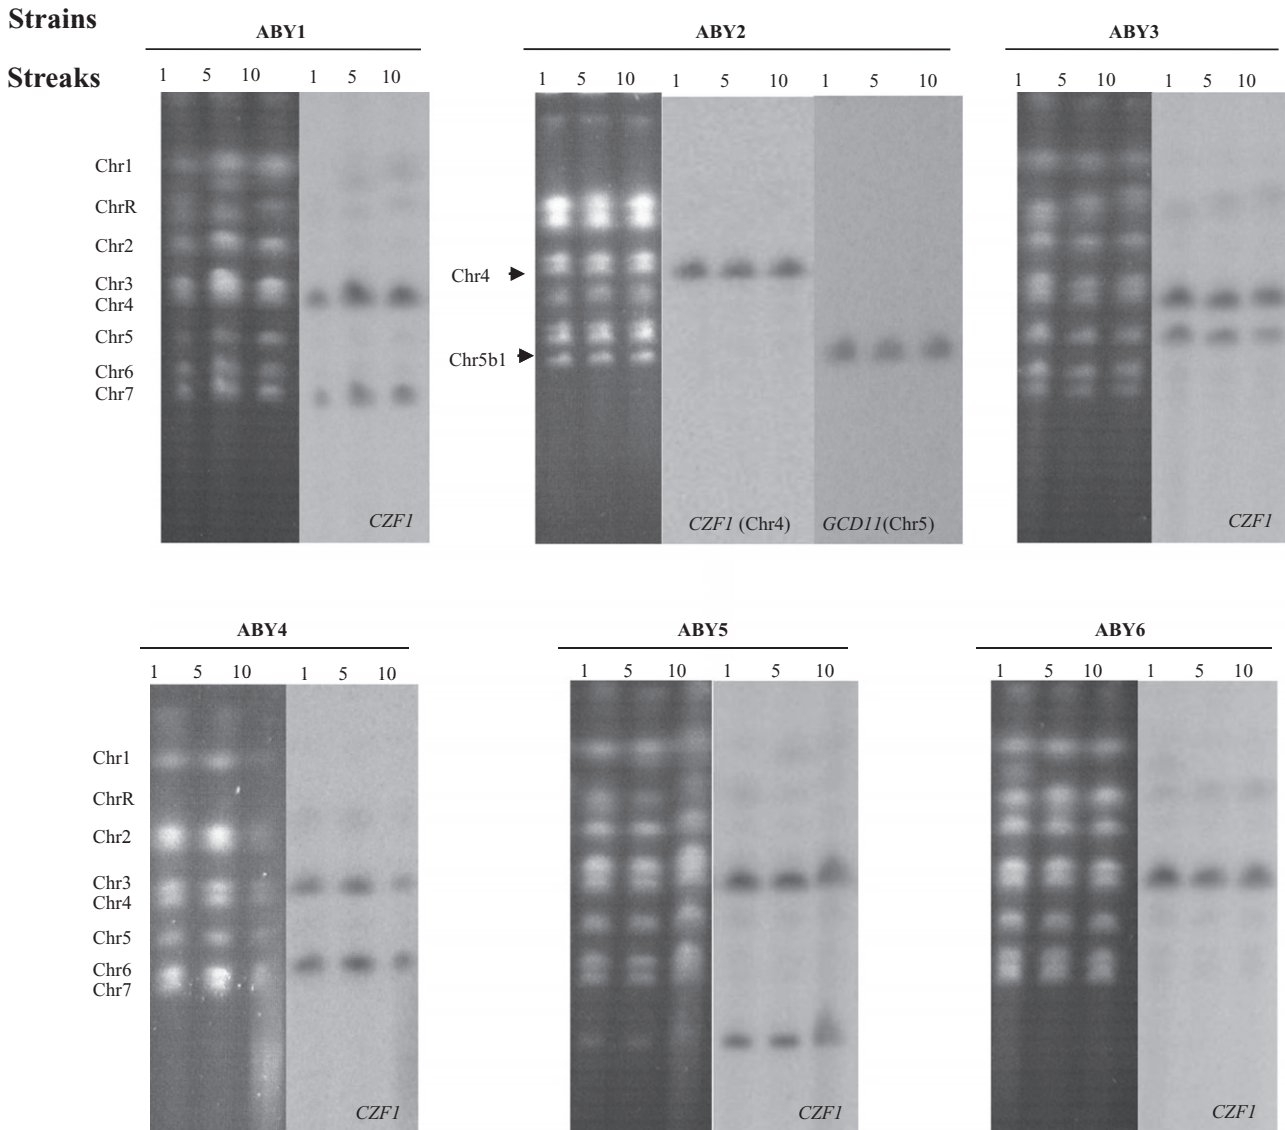 Strains
ABY1
ABY2
ABY3
Streaks
1 5 10 1 5 10
1 5 10 1 5 10 1 5 10
1 5 10 1 5 10
Chr1
ChrR
Chr2
Chr3
Chr4
Chr5
Chr6
Chr7
CZF1
Chr4
Chr5b1
CZF1 (Chr4)
GCD11(Chr5)
CZF1
ABY4
ABY5
ABY6
1 5 10 1 5 10
1 5 10 1 5 10
1 5 10 1 5 10
Chr1
ChrR
Chr2
Chr3
Chr4
Chr5
Chr6
Chr7
CZF1
CZF1
CZF1